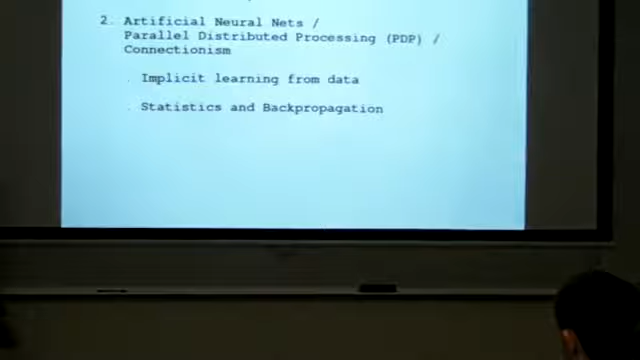 2. Artificial Neural Nets /
Parallel Distributed Processing (PDP) /
Connectionism
. Implicit learning from data
. Statistics and Backpropagation